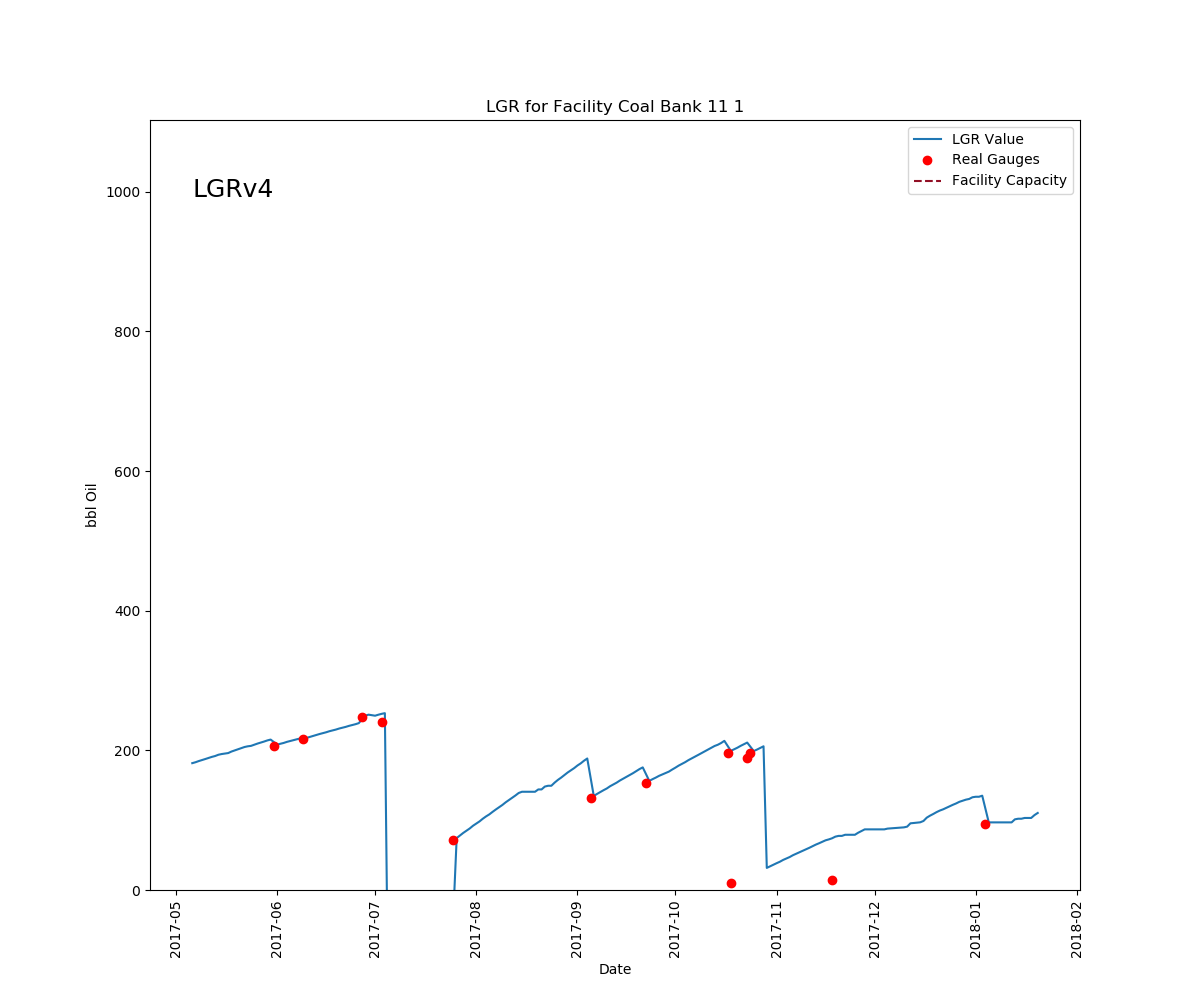 LGR for Facility Coal Bank 11 1
LGR Value
Real Gauges
Facility Capacity
LGRv4
1000
800
600
400
200
0
bbl Oil
2017-05
2017-06
2017-07
2017-08
2017-09
2017-10
2017-11
2017-12
2018-01
2018-02
Date